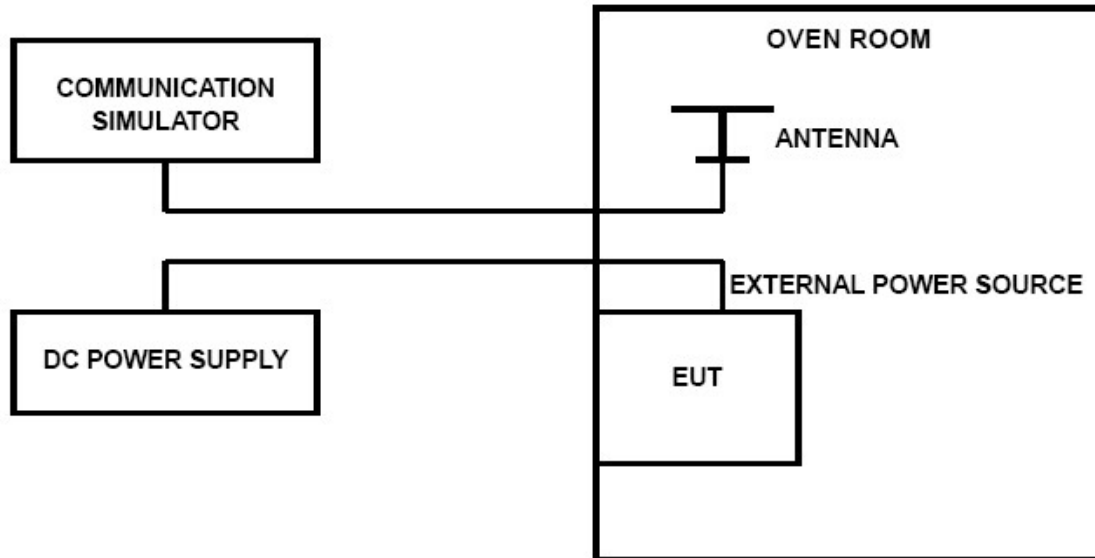 OVEN ROOM
COMMUNICATION
SIMULATOR
ANTENNA
EXTERNAL POWER SOURCE
DC POWER SUPPLY
EUT